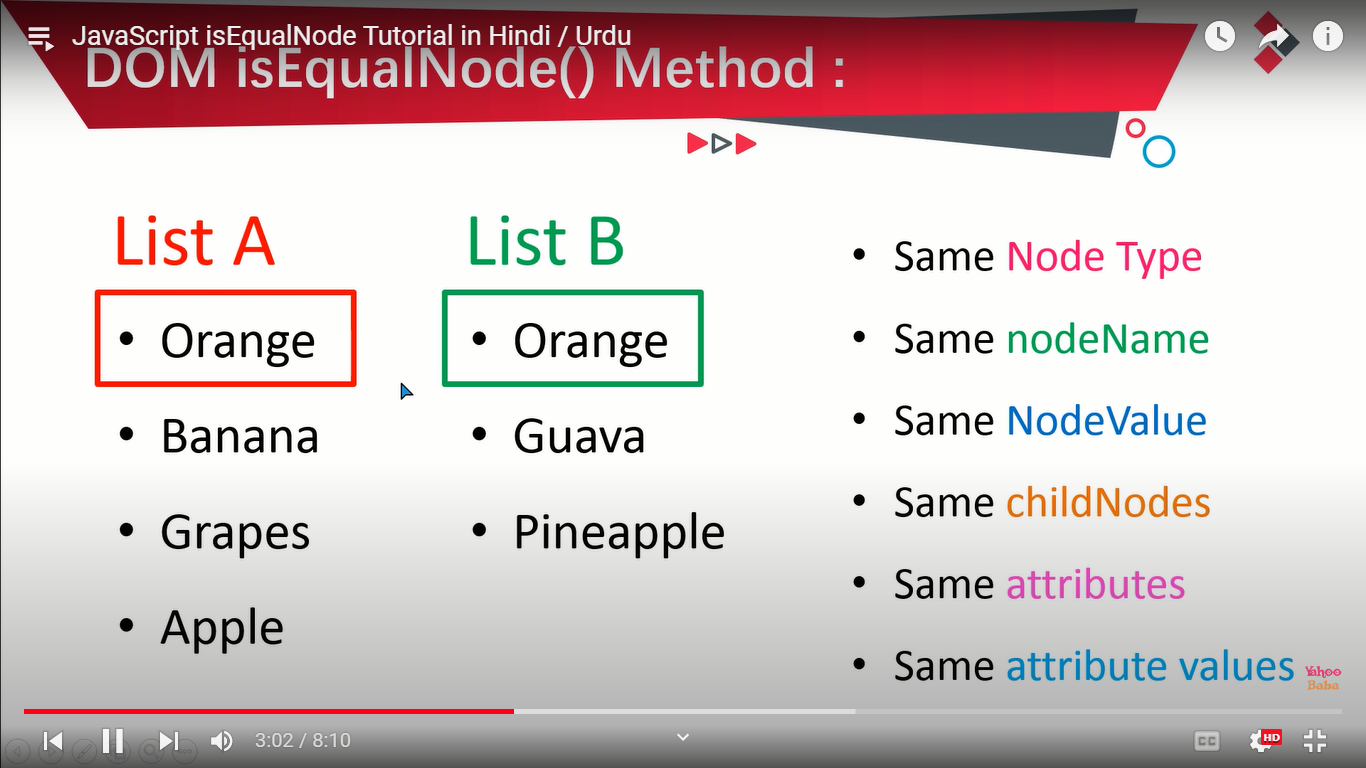 JavaScript isEqualNode Tutorial in Hindi / Urdu
DOM isEqualNode() Method :
List A
• Orange
• Banana
• Grapes
• Apple
List B
• Orange
• Guava
• Pineapple
• Same Node Type
• Same nodeName
• Same NodeValue
• Same childNodes
• Same attributes
• Same attribute values
Yahoo
Baba
3:02 / 8:10
CC
HD